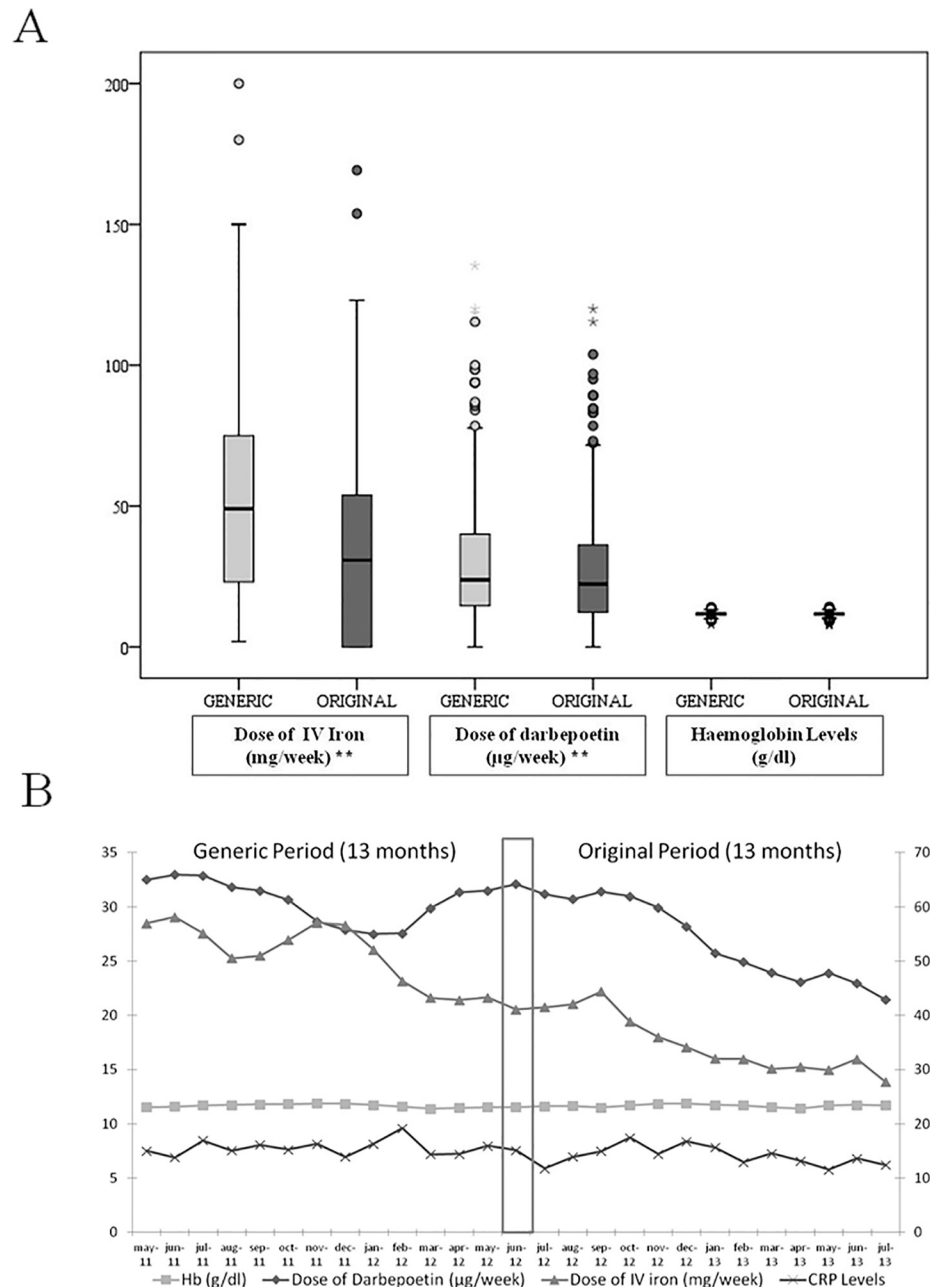 A
200
150
100
50
0
GENERIC ORIGINAL GENERIC ORIGINAL GENERIC ORIGINAL
Dose of IV Iron
(mg/week) **
Dose of darbepoetin
(µg/week) **
Haemoglobin Levels
(g/dl)
B
Generic Period (13 months) Original Period (13 months)
35 70
30 60
25 50
20 40
15 30
10 20
5 10
0 0
may- jun- jul- aug- sep- oct- nov- dec- jan- feb- mar- apr- may- jun- jul- aug- sep- oct- nov- dec- jan- feb- mar- apr- may- jun- jul-
11 11 11 11 11 11 11 11 12 12 12 12 12 12 12 12 12 12 12 12 13 13 13 13 13 13 13
Hb (g/dl) Dose of Darbepoetin (µg/week) Dose of IV iron (mg/week) CRP Levels